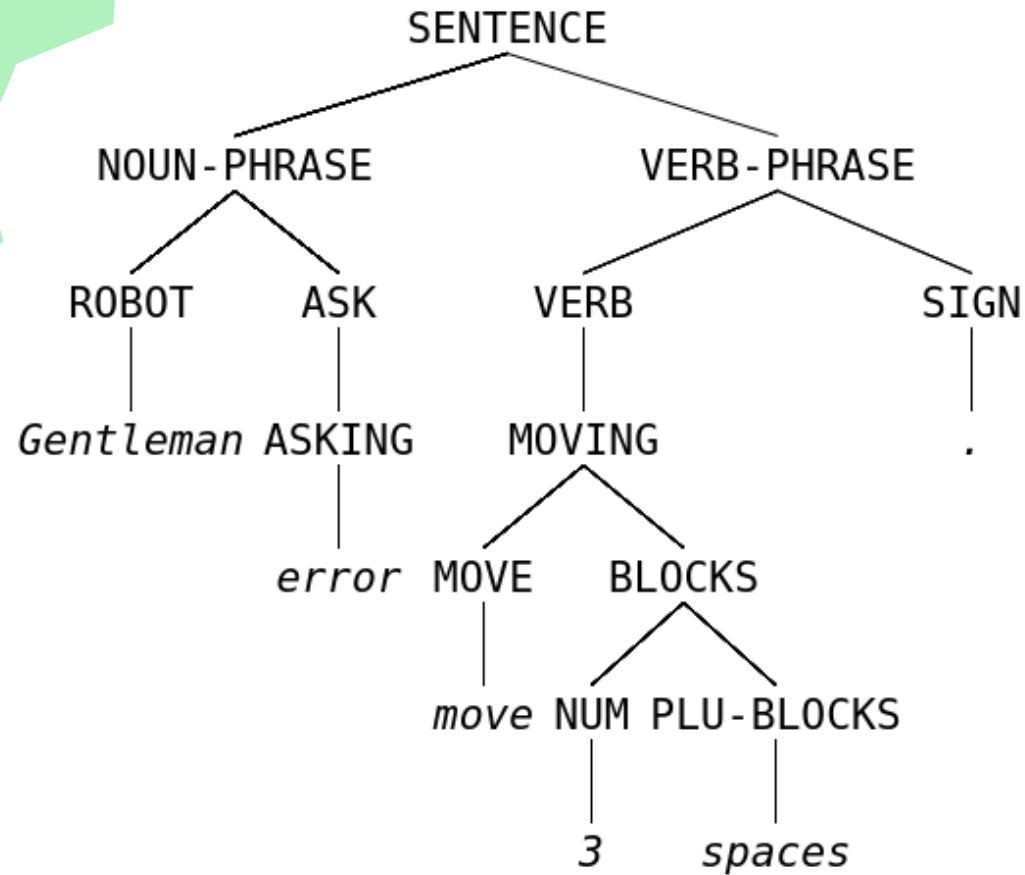 SENTENCE
NOUN-PHRASE VERB-PHRASE
ROBOT ASK VERB SIGN
Gentleman ASKING MOVING .
error MOVE BLOCKS
move NUM PLU-BLOCKS
3 spaces